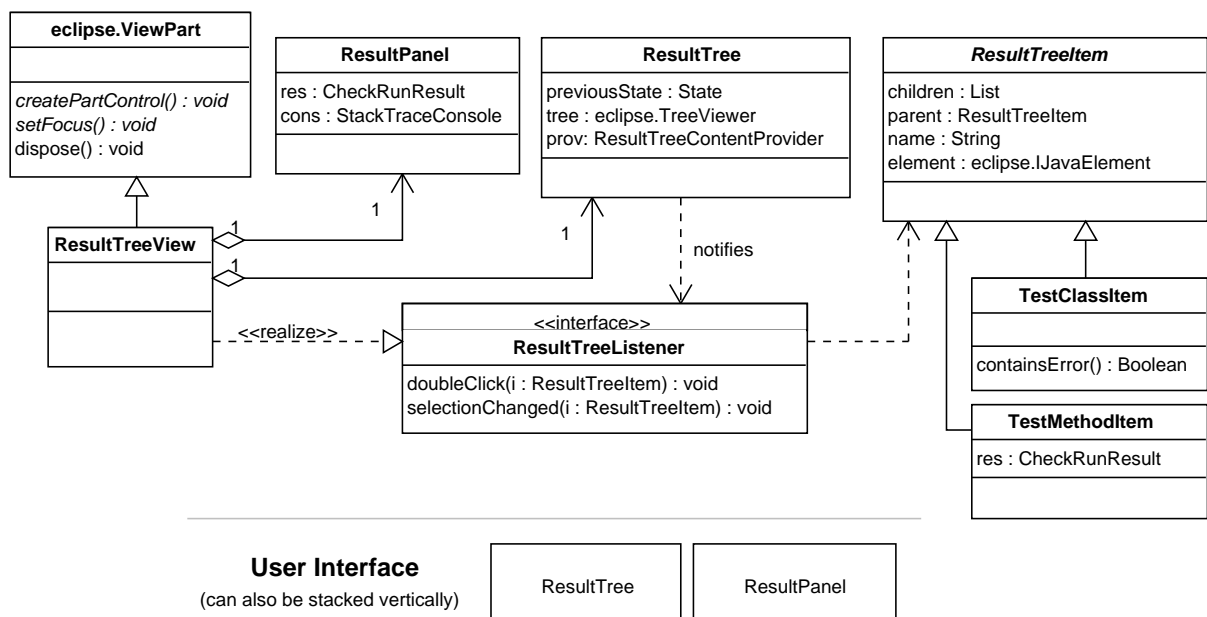 eclipse.ViewPart
createPartControl() : void
setFocus() : void
dispose() : void
ResultPanel
res : CheckRunResult
cons : StackTraceConsole
ResultTree
previousState : State
tree : eclipse.TreeViewer
prov: ResultTreeContentProvider
ResultTreeItem
children : List
parent : ResultTreeItem
name : String
element : eclipse.IJavaElement
ResultTreeView
1
1
1
1
notifies
<<realize>>
<<interface>>
ResultTreeListener
doubleClick(i : ResultTreeItem) : void
selectionChanged(i : ResultTreeItem) : void
TestClassItem
containsError() : Boolean
TestMethodItem
res : CheckRunResult
User Interface
(can also be stacked vertically)
ResultTree
ResultPanel